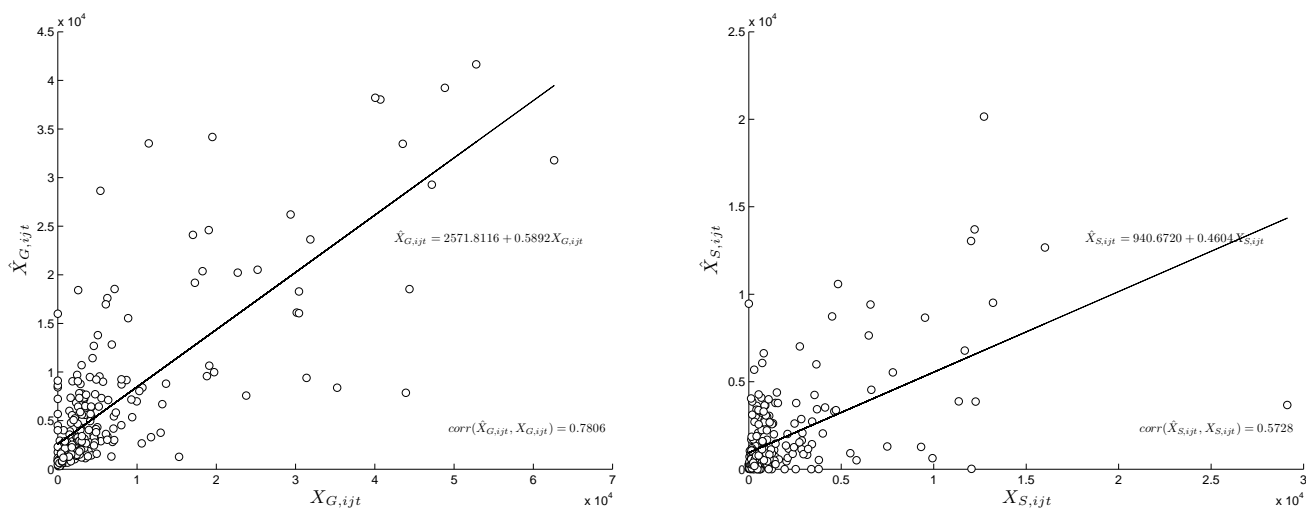 x 10^4
4.5
4
3.5
3
2.5
2
1.5
1
0.5
0
X̂_{G,ijt}
X̂_{G,ijt} = 2571.8116 + 0.5892X_{G,ijt}
corr(X̂_{G,ijt}, X_{G,ijt}) = 0.7806
0 1 2 3 4 5 6 7
X_{G,ijt}
x 10^4
x 10^4
2.5
2
1.5
1
0.5
0
X̂_{S,ijt}
X̂_{S,ijt} = 940.6720 + 0.4604X_{S,ijt}
corr(X̂_{S,ijt}, X_{S,ijt}) = 0.5728
0 0.5 1 1.5 2 2.5 3
X_{S,ijt}
x 10^4